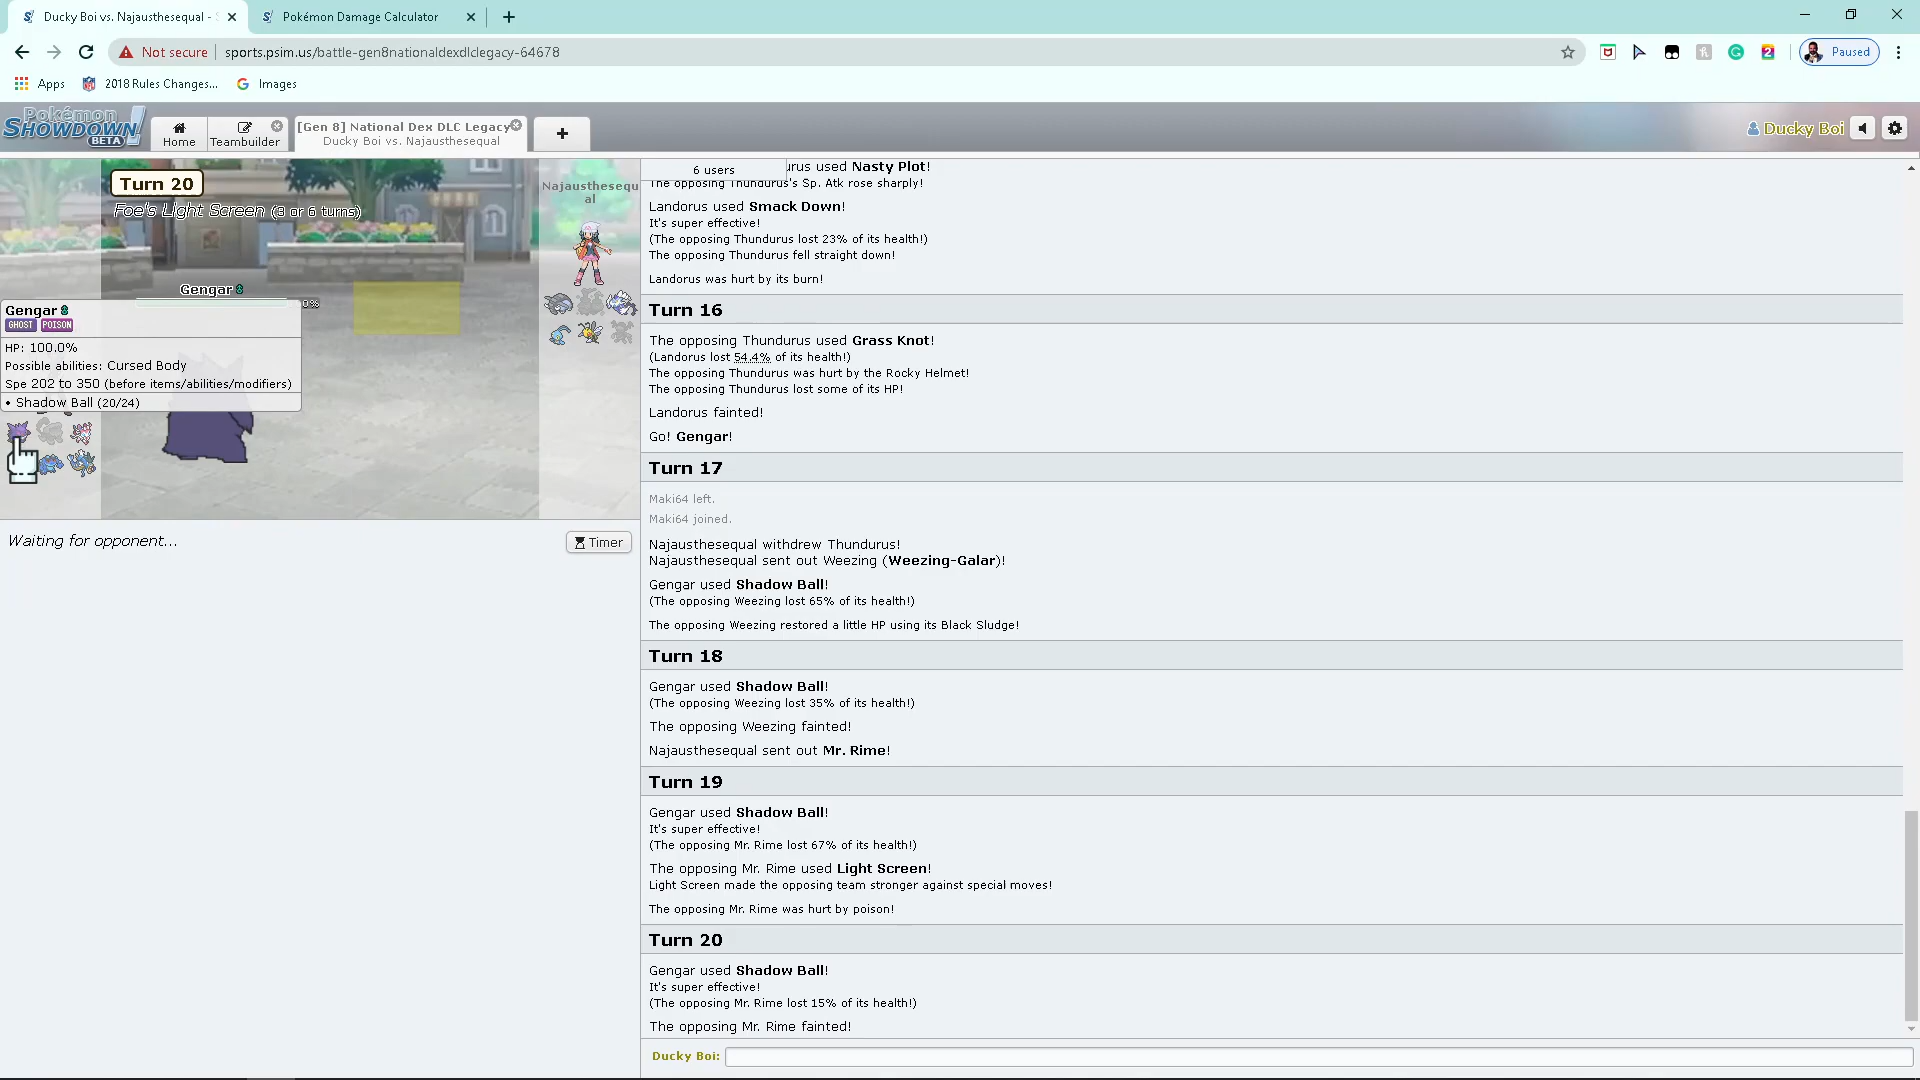 Ducky Boi vs. Najausthesequal -
Pokémon Damage Calculator
Not secure
sports.psim.us/battle-gen8nationaldexdlclegacy-64678
Paused
Apps
2018 Rules Changes...
Images
Pokémon
SHOWDOWN!
BETA
Home
Teambuilder
[Gen 8] National Dex DLC Legacy
Ducky Boi vs. Najausthesequal
Ducky Boi
Turn 20
Foe's Light Screen (3 or 6 turns)
Najausthesequ
al
Gengar
0%
Gengar
GHOST POISON
HP: 100.0%
Possible abilities: Cursed Body
Spe 202 to 350 (before items/abilities/modifiers)
• Shadow Ball (20/24)
Waiting for opponent...
Timer
6 users
urus used Nasty Plot!
The opposing Thundurus's Sp. Atk rose sharply!
Landorus used Smack Down!
It's super effective!
(The opposing Thundurus lost 23% of its health!)
The opposing Thundurus fell straight down!
Landorus was hurt by its burn!
Turn 16
The opposing Thundurus used Grass Knot!
(Landorus lost 54.4% of its health!)
The opposing Thundurus was hurt by the Rocky Helmet!
The opposing Thundurus lost some of its HP!
Landorus fainted!
Go! Gengar!
Turn 17
Maki64 left.
Maki64 joined.
Najausthesequal withdrew Thundurus!
Najausthesequal sent out Weezing (Weezing-Galar)!
Gengar used Shadow Ball!
(The opposing Weezing lost 65% of its health!)
The opposing Weezing restored a little HP using its Black Sludge!
Turn 18
Gengar used Shadow Ball!
(The opposing Weezing lost 35% of its health!)
The opposing Weezing fainted!
Najausthesequal sent out Mr. Rime!
Turn 19
Gengar used Shadow Ball!
It's super effective!
(The opposing Mr. Rime lost 67% of its health!)
The opposing Mr. Rime used Light Screen!
Light Screen made the opposing team stronger against special moves!
The opposing Mr. Rime was hurt by poison!
Turn 20
Gengar used Shadow Ball!
It's super effective!
(The opposing Mr. Rime lost 15% of its health!)
The opposing Mr. Rime fainted!
Ducky Boi: